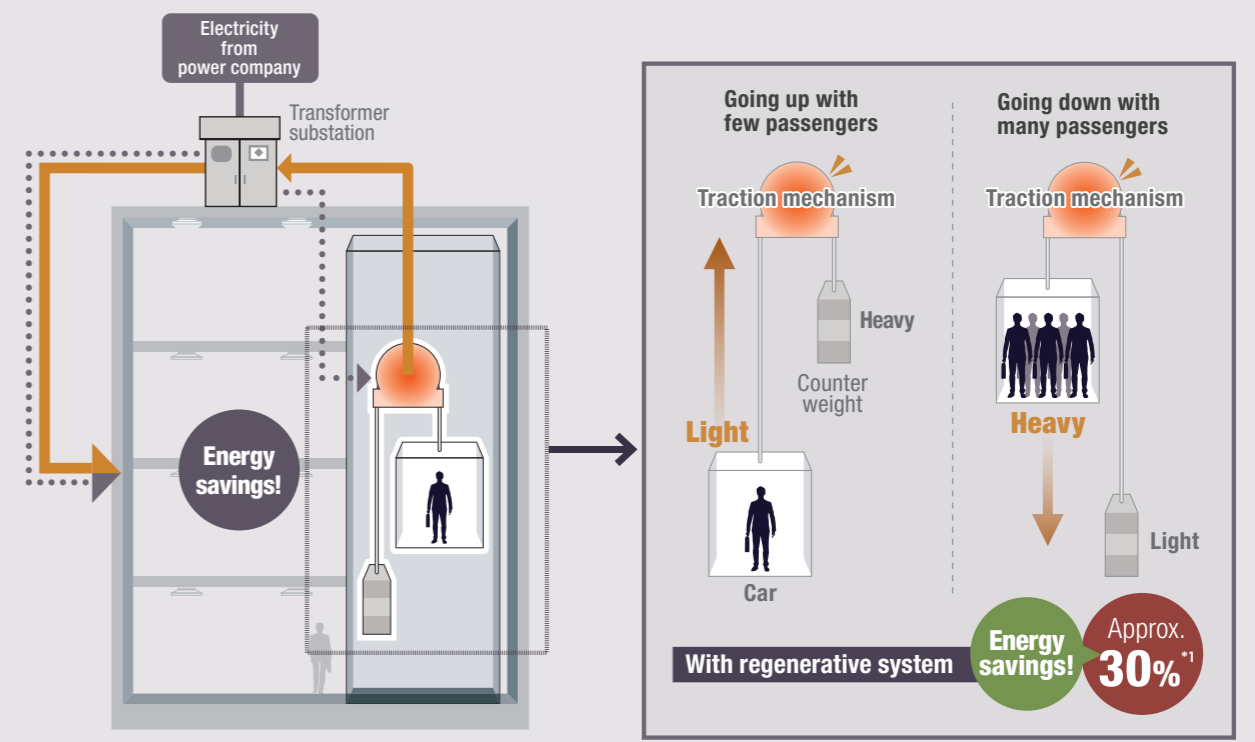 Electricity
from
power company
Transformer
substation
Energy
savings!
Going up with
few passengers
Traction mechanism
Heavy
Counter
weight
Light
Car
Going down with
many passengers
Traction mechanism
Heavy
Light
With regenerative system
Energy
savings!
Approx.
30%*1